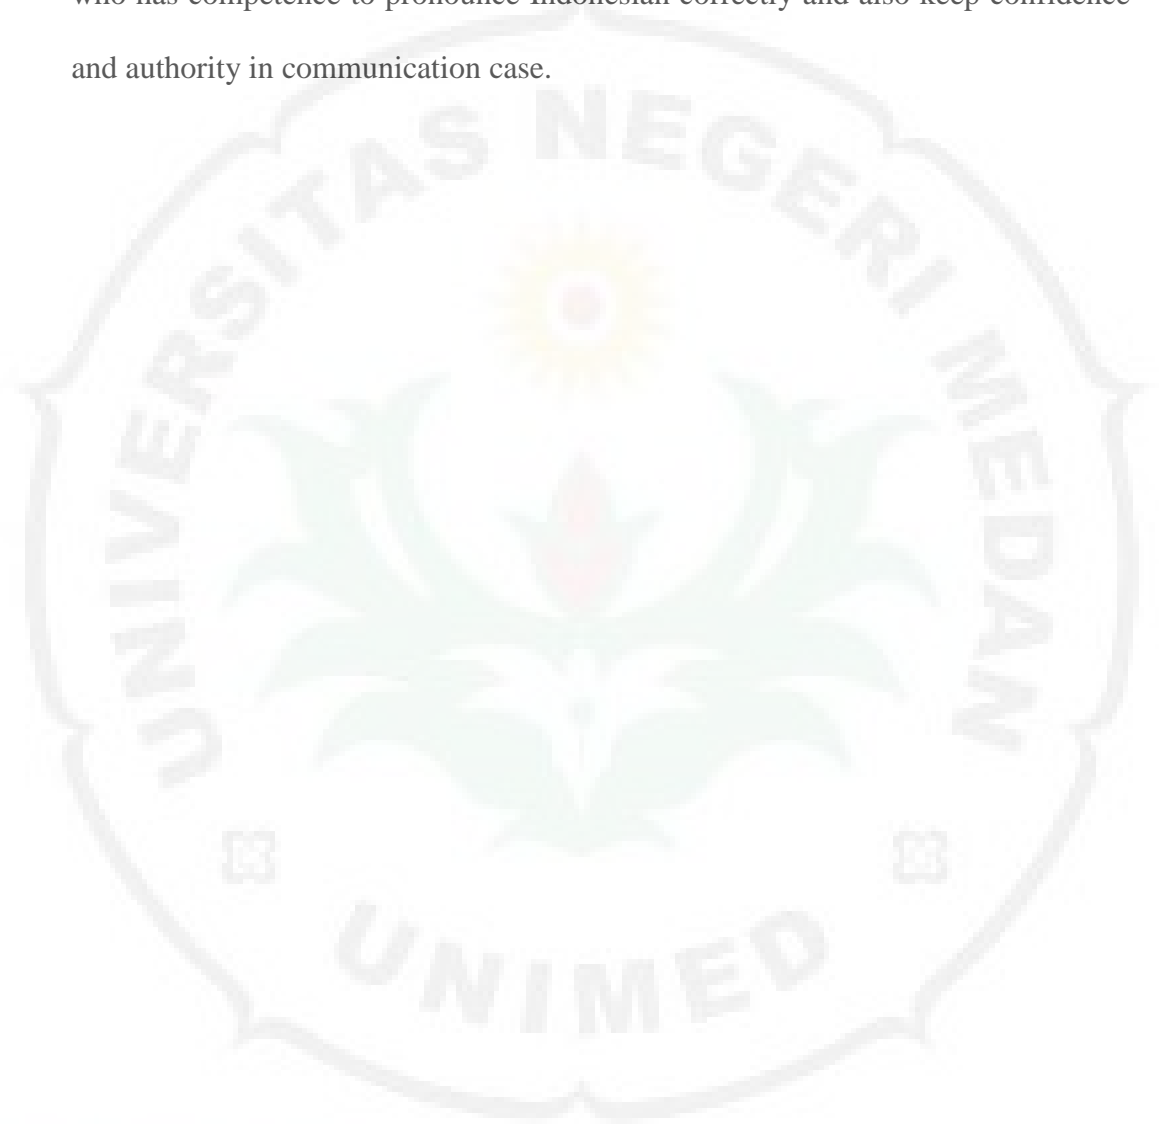 who has competence to pronounce Indonesian correctly and also keep confidence
and authority in communication case.
UNIVERSITAS NEGERI MEDAN
UNIMED